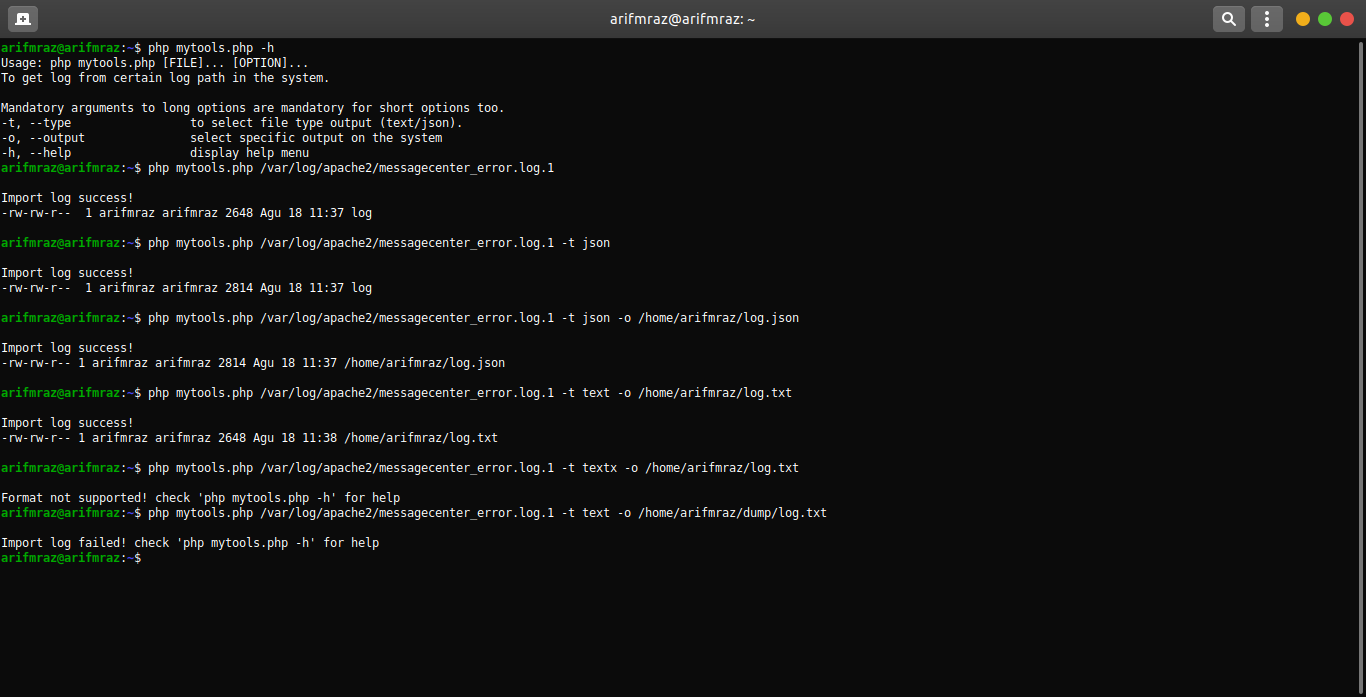 arifmraz@arifmraz: ~
arifmraz@arifmraz:~$ php mytools.php -h
Usage: php mytools.php [FILE]... [OPTION]...
To get log from certain log path in the system.
Mandatory arguments to long options are mandatory for short options too.
-t, --type                 to select file type output (text/json).
-o, --output               select specific output on the system
-h, --help                 display help menu
arifmraz@arifmraz:~$ php mytools.php /var/log/apache2/messagecenter_error.log.1
Import log success!
-rw-rw-r--  1 arifmraz arifmraz 2648 Agu 18 11:37 log
arifmraz@arifmraz:~$ php mytools.php /var/log/apache2/messagecenter_error.log.1 -t json
Import log success!
-rw-rw-r--  1 arifmraz arifmraz 2814 Agu 18 11:37 log
arifmraz@arifmraz:~$ php mytools.php /var/log/apache2/messagecenter_error.log.1 -t json -o /home/arifmraz/log.json
Import log success!
-rw-rw-r-- 1 arifmraz arifmraz 2814 Agu 18 11:37 /home/arifmraz/log.json
arifmraz@arifmraz:~$ php mytools.php /var/log/apache2/messagecenter_error.log.1 -t text -o /home/arifmraz/log.txt
Import log success!
-rw-rw-r-- 1 arifmraz arifmraz 2648 Agu 18 11:38 /home/arifmraz/log.txt
arifmraz@arifmraz:~$ php mytools.php /var/log/apache2/messagecenter_error.log.1 -t textx -o /home/arifmraz/log.txt
Format not supported! check 'php mytools.php -h' for help
arifmraz@arifmraz:~$ php mytools.php /var/log/apache2/messagecenter_error.log.1 -t text -o /home/arifmraz/dump/log.txt
Import log failed! check 'php mytools.php -h' for help
arifmraz@arifmraz:~$